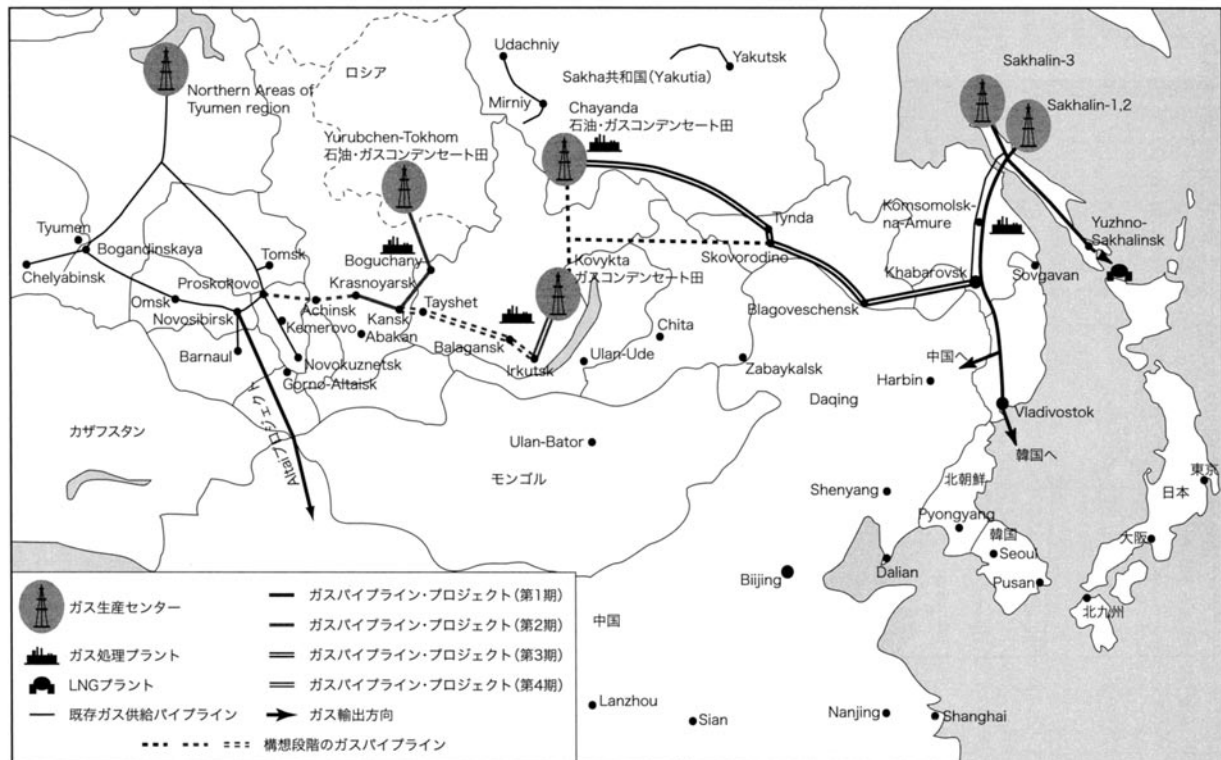 Northern Areas of
Tyumen region
ロシア
Udachniy
Mirniy
Yakutsk
Sakha共和国(Yakutia)
Chayanda
石油・ガスコンデンセート田
Yurubchen-Tokhom
石油・ガスコンデンセート田
Sakhalin-3
Sakhalin-1,2
Tyumen
Bogandinskaya
Chelyabinsk
Omsk
Novosibirsk
Barnaul
Proskokovo
Tomsk
Kemerovo
Novokuznetsk
Gorno-Altaisk
Achinsk
Krasnoyarsk
Abakan
Kansk
Boguchany
Tayshet
Balagansk
Irkutsk
Kovykta
ガスコンデンセート田
Ulan-Ude
Chita
Zabaykalsk
Tynda
Skovorodino
Blagoveschensk
Komsomolsk-
na-Amure
Khabarovsk
Sovgavan
Yuzhno-
Sakhalinsk
中国へ
Harbin
Daqing
Vladivostok
韓国へ
Altaiプロジェクト
カザフスタン
Ulan-Bator
モンゴル
Shenyang
北朝鮮
Pyongyang
韓国
Seoul
Pusan
日本
東京
大阪
北九州
Biijing
Dalian
中国
Lanzhou
Sian
Nanjing
Shanghai
ガス生産センター
ガス処理プラント
LNGプラント
既存ガス供給パイプライン
ガスパイプライン・プロジェクト(第1期)
ガスパイプライン・プロジェクト(第2期)
ガスパイプライン・プロジェクト(第3期)
ガスパイプライン・プロジェクト(第4期)
ガス輸出方向
構想段階のガスパイプライン